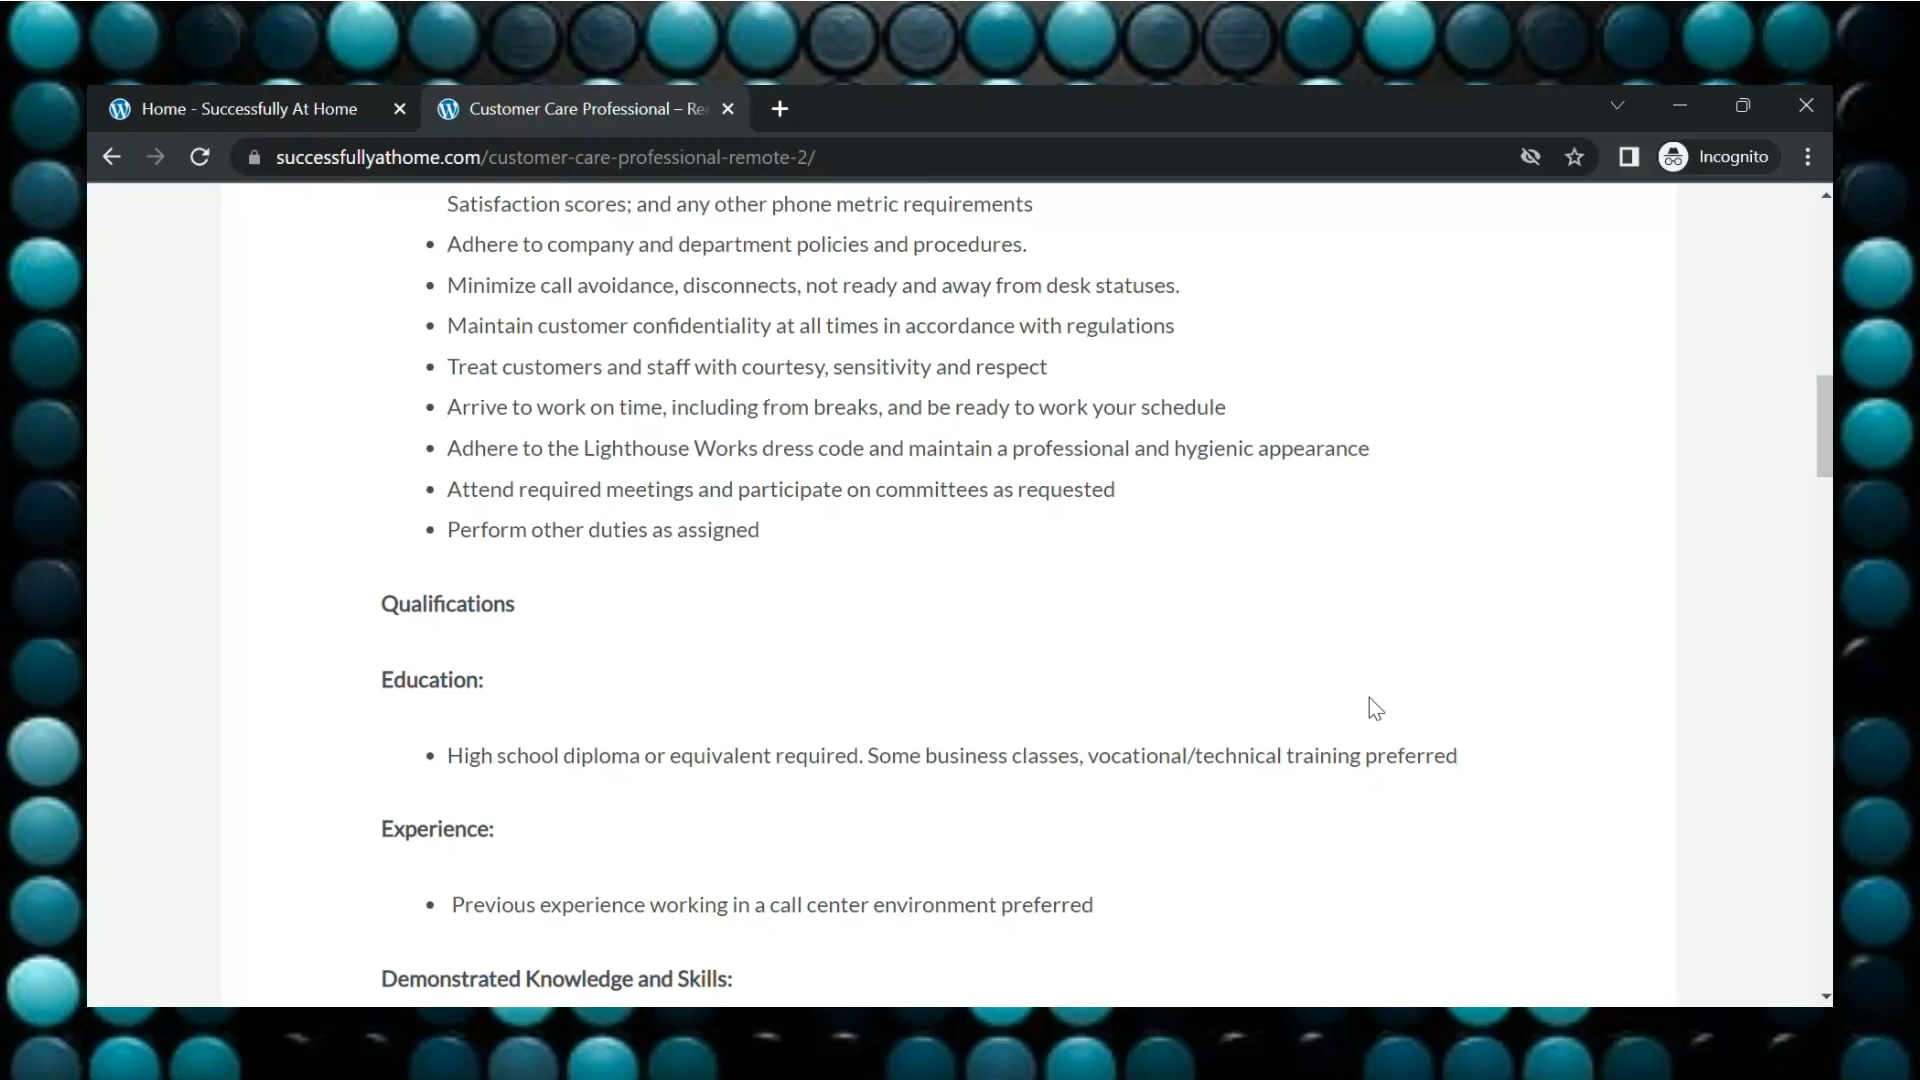 Home - Successfully At Home
Customer Care Professional – Re
successfullyathome.com/customer-care-professional-remote-2/
Incognito
Satisfaction scores; and any other phone metric requirements
• Adhere to company and department policies and procedures.
• Minimize call avoidance, disconnects, not ready and away from desk statuses.
• Maintain customer confidentiality at all times in accordance with regulations
• Treat customers and staff with courtesy, sensitivity and respect
• Arrive to work on time, including from breaks, and be ready to work your schedule
• Adhere to the Lighthouse Works dress code and maintain a professional and hygienic appearance
• Attend required meetings and participate on committees as requested
• Perform other duties as assigned
Qualifications
Education:
• High school diploma or equivalent required. Some business classes, vocational/technical training preferred
Experience:
• Previous experience working in a call center environment preferred
Demonstrated Knowledge and Skills: